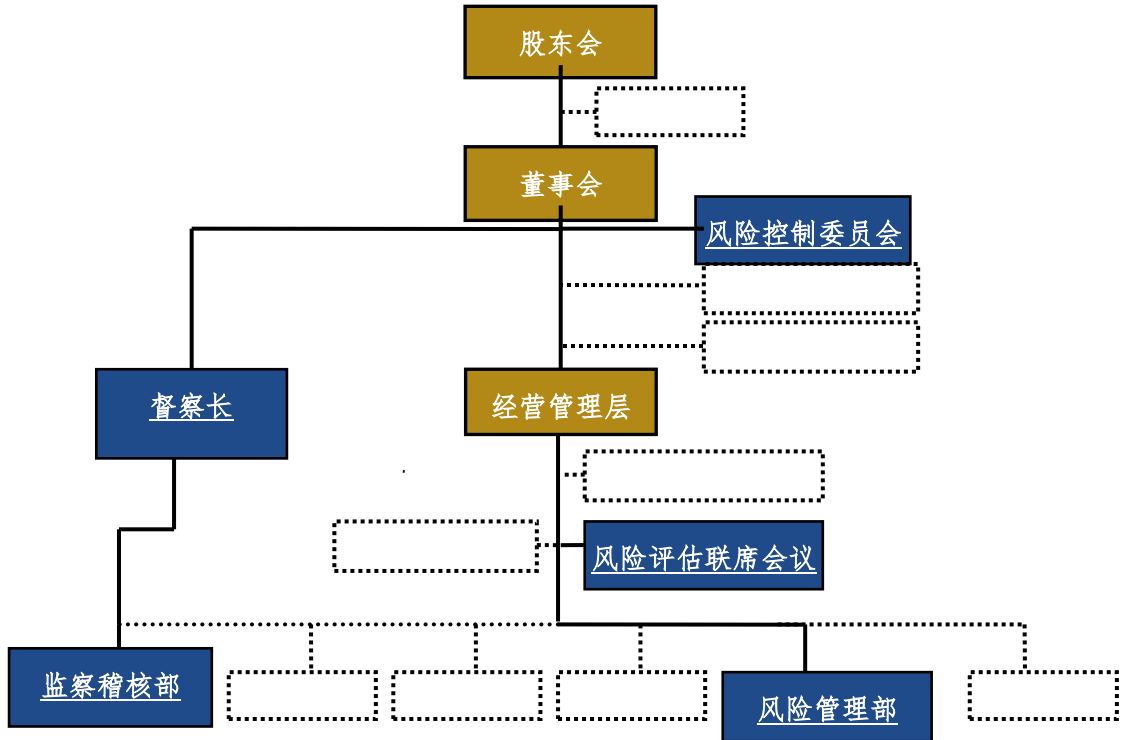 股东会
董事会
风险控制委员会
督察长
经营管理层
风险评估联席会议
监察稽核部
风险管理部